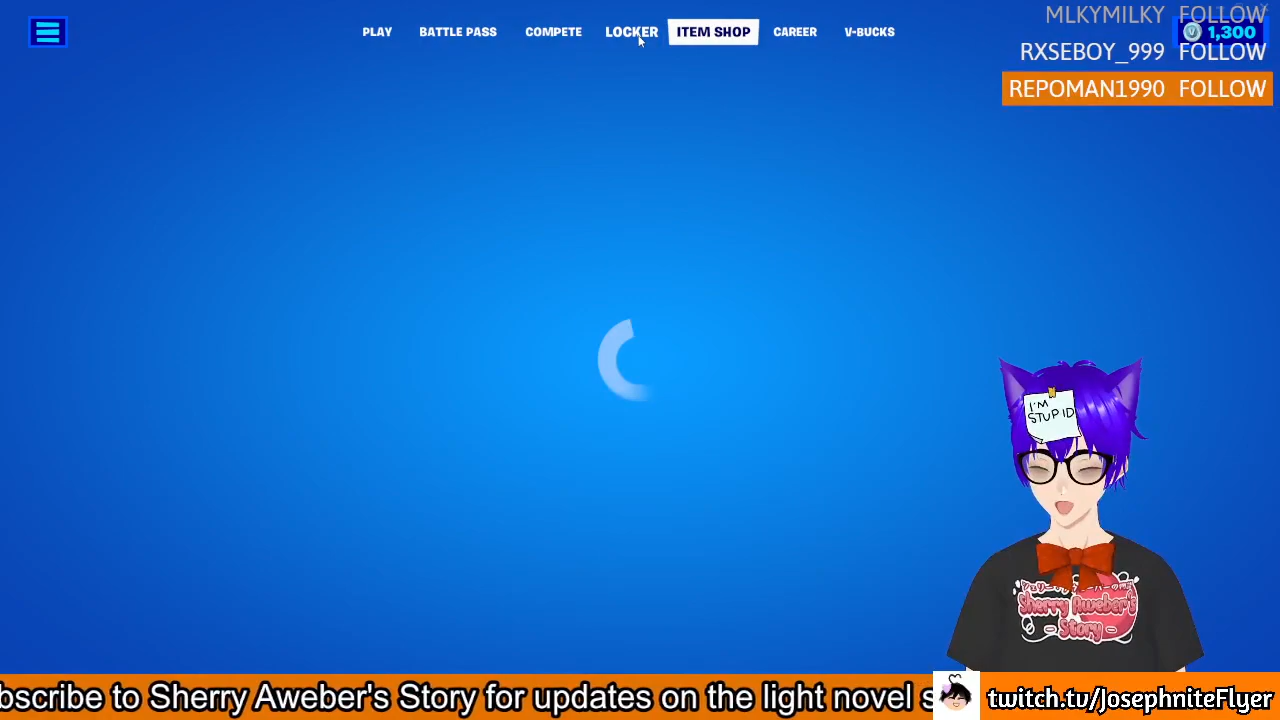 PLAY BATTLE PASS COMPETE LOCKER ITEM SHOP CAREER V-BUCKS
1,300
MLKYMILKY FOLLOW
RXSEBOY_999 FOLLOW
REPOMAN1990 FOLLOW
I'M
STUPID
Sherry Aweber's
Story
bscribe to Sherry Aweber's Story for updates on the light novel s
twitch.tv/JosephniteFlyer